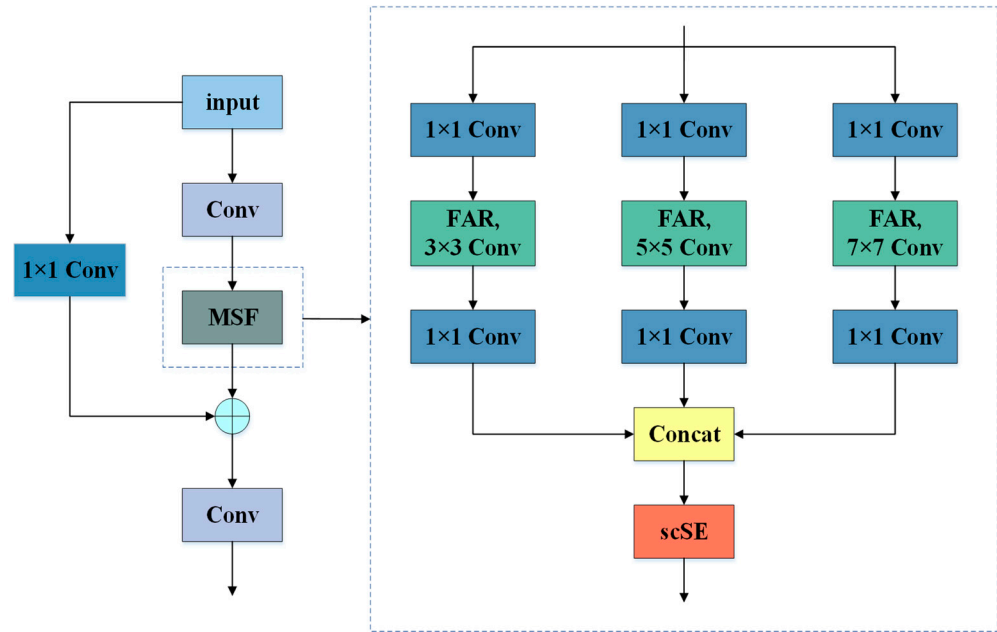 input
Conv
1×1 Conv
MSF
Conv
1×1 Conv
1×1 Conv
1×1 Conv
FAR,
3×3 Conv
FAR,
5×5 Conv
FAR,
7×7 Conv
1×1 Conv
1×1 Conv
1×1 Conv
Concat
scSE